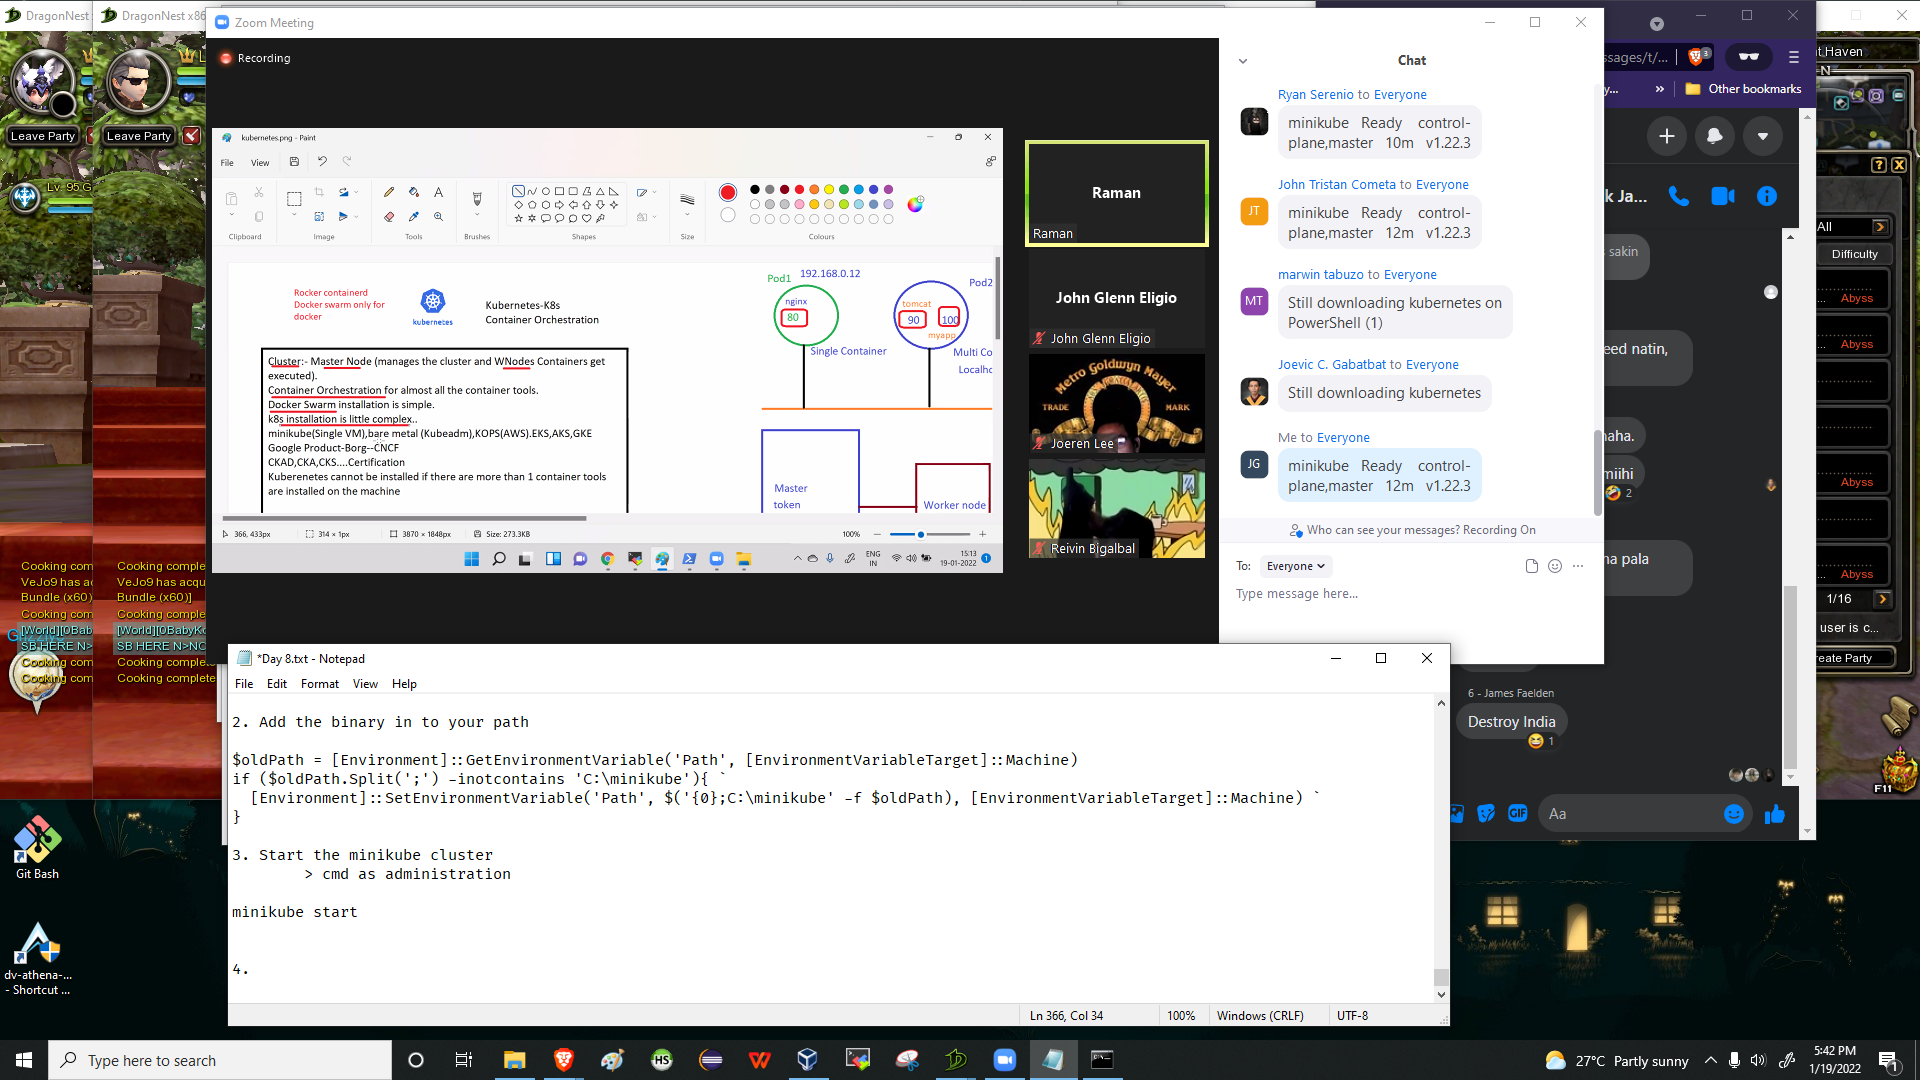 DragonNest
DragonNest x86
Zoom Meeting
Recording
Leave Party
Leave Party
Lv. 95 G
kubernetes.png - Paint
File
View
Clipboard
Image
Tools
Brushes
Shapes
Size
Colours
Rocker containerd
Docker swarm only for
docker
kubernetes
Kubernetes-K8s
Container Orchestration
Cluster:- Master Node (manages the cluster and WNodes Containers get
executed).
Container Orchestration for almost all the container tools.
Docker Swarm installation is simple.
k8s installation is little complex..
minikube(Single VM),bare metal (Kubeadm),KOPS(AWS).EKS,AKS,GKE
Google Product-Borg--CNCF
CKAD,CKA,CKS....Certification
Kuberenetes cannot be installed if there are more than 1 container tools
are installed on the machine
Pod1
192.168.0.12
nginx
80
Single Container
Pod2
tomcat
90
100
myapp
Multi Co
Localho
Master
token
Worker node
366, 433px
314 × 1px
3870 × 1848px
Size: 273.3KB
100%
ENG
IN
15:13
19-01-2022
1
Raman
Raman
John Glenn Eligio
John Glenn Eligio
Metro Goldwyn Mayer
TRADE
MARK
Joeren Lee
Reivin Bigalbal
Chat
Ryan Serenio to Everyone
minikube Ready control-
plane,master 10m v1.22.3
John Tristan Cometa to Everyone
JT
minikube Ready control-
plane,master 12m v1.22.3
marwin tabuzo to Everyone
MT
Still downloading kubernetes on
PowerShell (1)
Joevic C. Gabatbat to Everyone
Still downloading kubernetes
Me to Everyone
JG
minikube Ready control-
plane,master 12m v1.22.3
Who can see your messages? Recording On
To:
Everyone
Type message here...
ssages/t/...
3
y...
»
Other bookmarks
k Ja...
sakin
eed natin,
naha.
miihi
2
na pala
6 - James Faelden
Destroy India
1
GIF
Aa
t Haven
All
Difficulty
Abyss
Abyss
Abyss
Abyss
Abyss
1/16
user is c...
reate Party
F11
Cooking com
VeJo9 has a
Bundle (x60)
Cooking com
[World][0Bab
SB HERE N>
Cooking com
Cooking com
Cooking comple
VeJo9 has acqu
Bundle (x60)]
Cooking comple
[World][0BabyKo
SB HERE N>NO
Cooking complete
Cooking complete
*Day 8.txt - Notepad
File
Edit
Format
View
Help
2. Add the binary in to your path
$oldPath = [Environment]::GetEnvironmentVariable('Path', [EnvironmentVariableTarget]::Machine)
if ($oldPath.Split(';') -inotcontains 'C:\minikube'){ `
[Environment]::SetEnvironmentVariable('Path', $('{0};C:\minikube' -f $oldPath), [EnvironmentVariableTarget]::Machine) `
}
3. Start the minikube cluster
> cmd as administration
minikube start
4.
Ln 366, Col 34
100%
Windows (CRLF)
UTF-8
Git Bash
dv-athena-...
- Shortcut ...
Type here to search
27°C Partly sunny
5:42 PM
1/19/2022
1